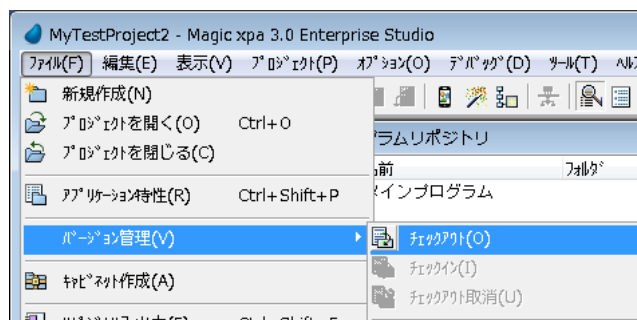 MyTestProject2 - Magic xpa 3.0 Enterprise Studio
ﾌｧｲﾙ(F) 編集(E) 表示(V) ﾌﾟﾛｼﾞｪｸﾄ(P) ｵﾌﾟｼｮﾝ(O) ﾃﾞﾊﾞｯｸﾞ(D) ﾂｰﾙ(T)
新規作成(N)
ﾌﾟﾛｼﾞｪｸﾄを開く(O) Ctrl+O
ﾌﾟﾛｼﾞｪｸﾄを閉じる(C)
ｱﾌﾟﾘｹｰｼｮﾝ特性(R) Ctrl+Shift+P
ﾊﾞｰｼﾞｮﾝ管理(V)
ｷｬﾋﾞﾈｯﾄ作成(A)
グラムリポジトリ
名前 ﾌｫﾙﾀﾞ
メインプログラム
ﾁｪｯｸｱｳﾄ(O)
ﾁｪｯｸｲﾝ(I)
ﾁｪｯｸｱｳﾄ取消(U)